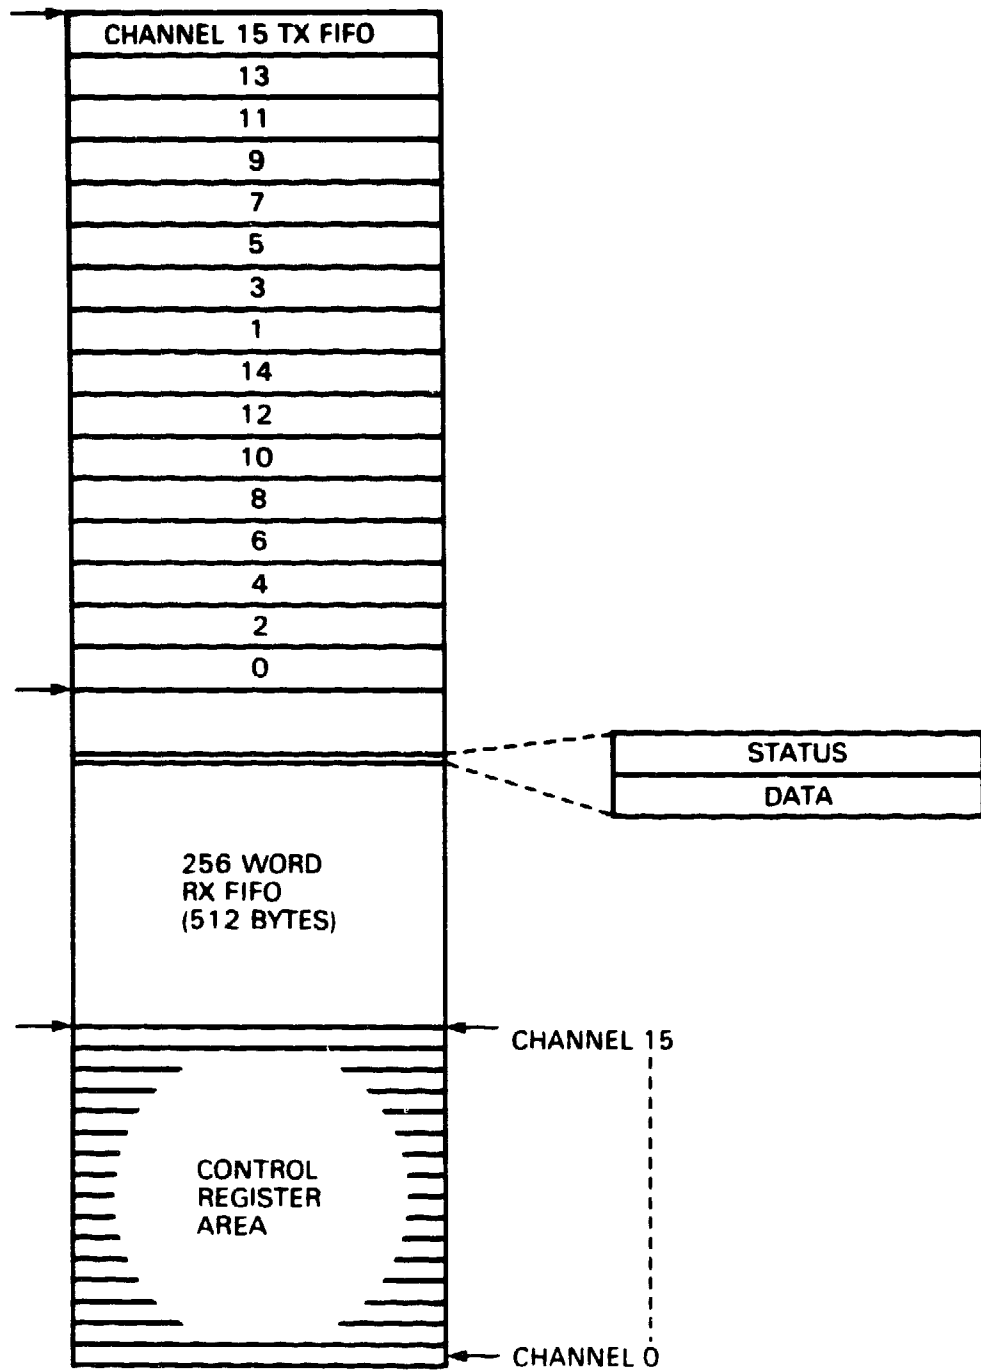 CHANNEL 15 TX FIFO
13
11
9
7
5
3
1
14
12
10
8
6
4
2
0
STATUS
DATA
256 WORD
RX FIFO
(512 BYTES)
CHANNEL 15
CONTROL
REGISTER
AREA
CHANNEL 0